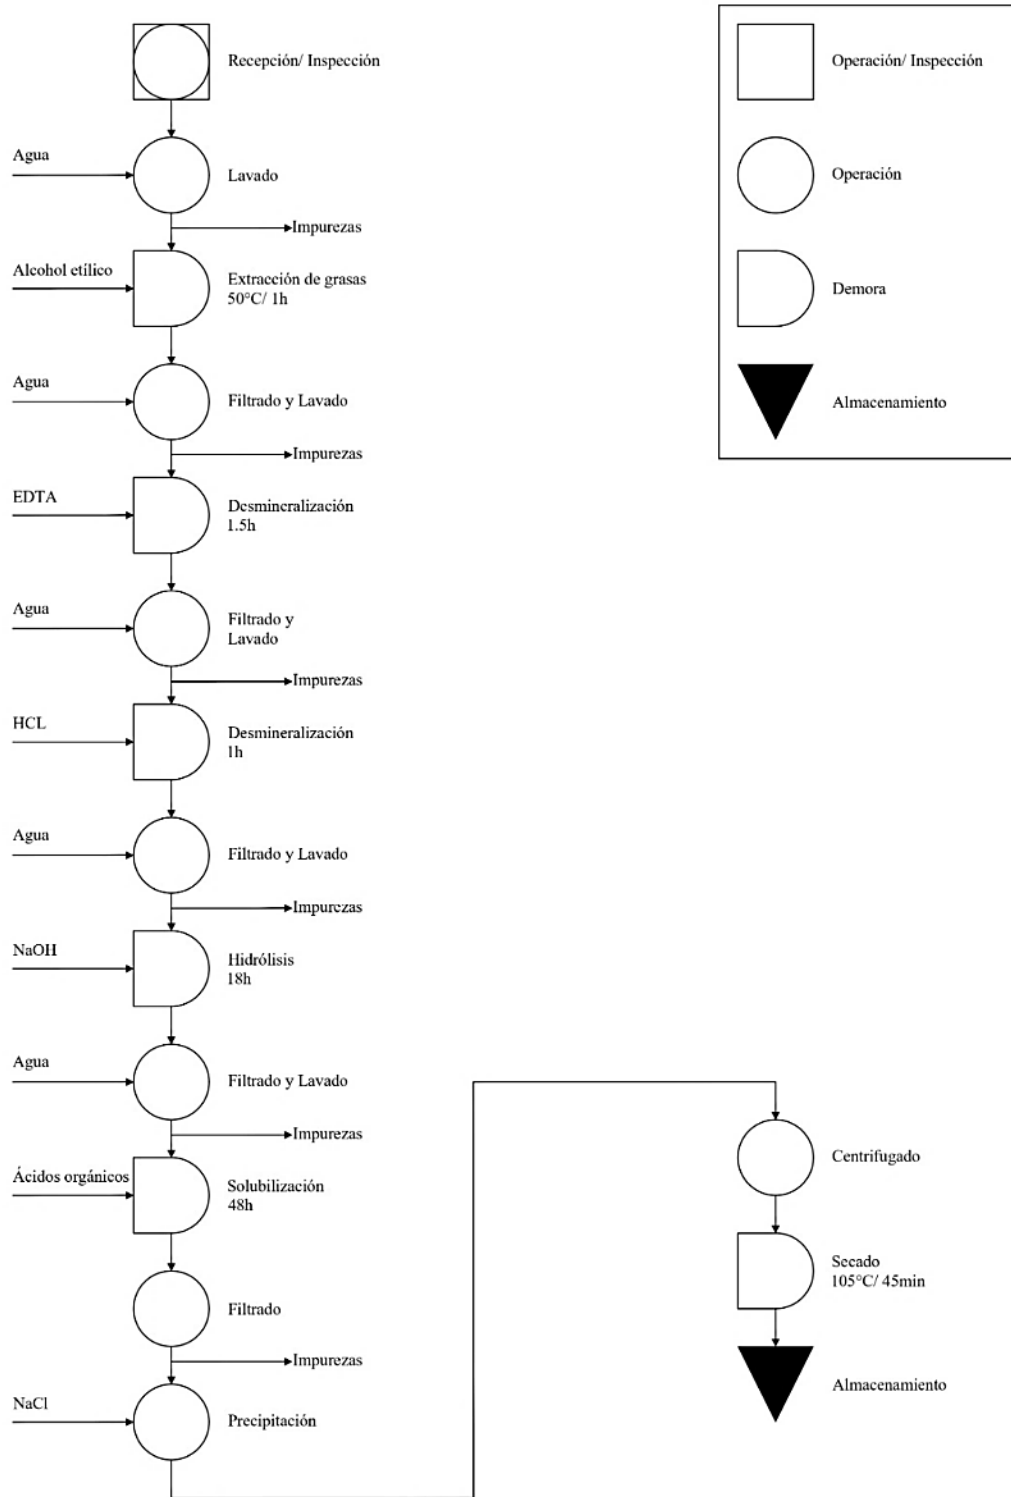 Recepción/ Inspección
Agua
Lavado
Impurezas
Alcohol etílico
Extracción de grasas
50°C/ 1h
Agua
Filtrado y Lavado
Impurezas
EDTA
Desmineralización
1.5h
Agua
Filtrado y
Lavado
Impurezas
HCL
Desmineralización
1h
Agua
Filtrado y Lavado
Impurezas
NaOH
Hidrólisis
18h
Agua
Filtrado y Lavado
Impurezas
Ácidos orgánicos
Solubilización
48h
Filtrado
Impurezas
NaCl
Precipitación
Centrifugado
Secado
105°C/ 45min
Almacenamiento
Operación/ Inspección
Operación
Demora
Almacenamiento